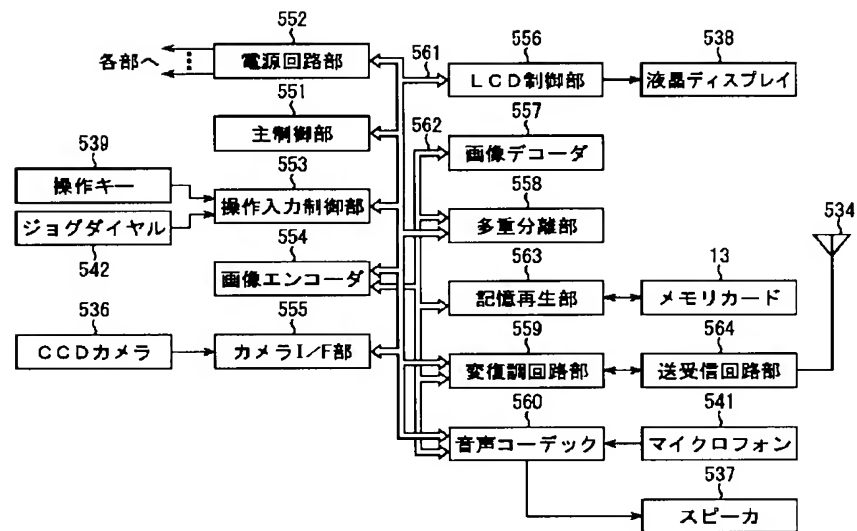 552
556
538
各部へ
電源回路部
561
LCD制御部
液晶ディスプレイ
551
557
主制御部
562
画像デコーダ
539
553
558
操作キー
操作入力制御部
多重分離部
534
ジョグダイヤル
542
554
563
13
画像エンコーダ
記憶再生部
メモリカード
536
555
559
564
CCDカメラ
カメラI/F部
変復調回路部
送受信回路部
560
541
音声コーデック
マイクロフォン
537
スピーカ